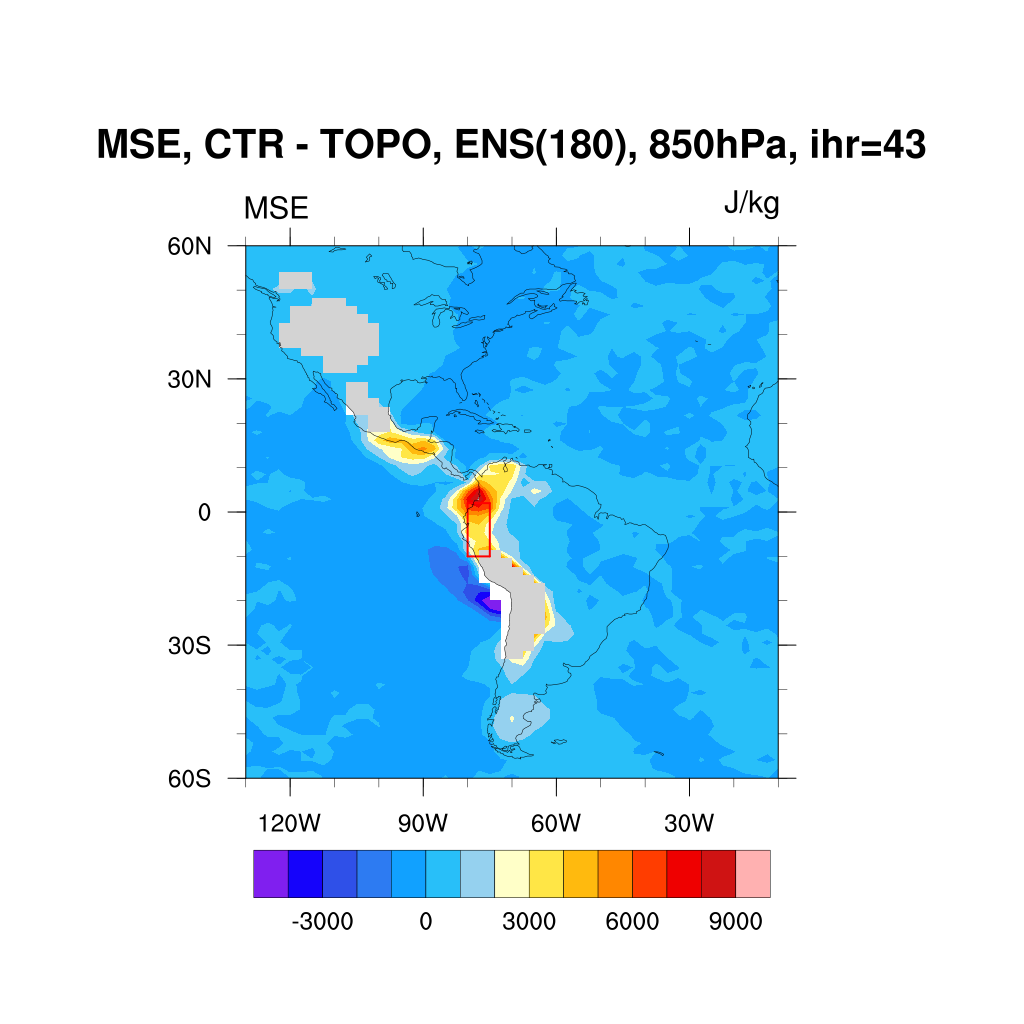 MSE, CTR - TOPO, ENS(180), 850hPa, ihr=43
MSE J/kg
60N
30N
0
30S
60S
120W 90W 60W 30W
-3000 0 3000 6000 9000